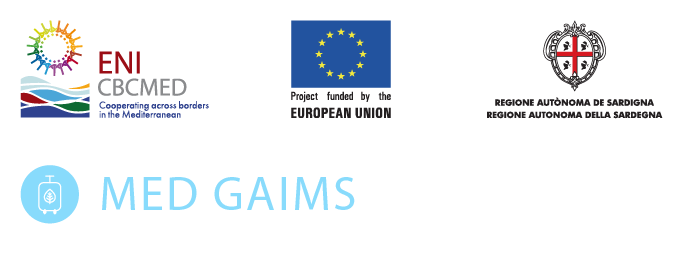 ENI
CBCMED
Cooperating across borders
in the Mediterranean
Project funded by the
EUROPEAN UNION
REGIONE AUTÒNOMA DE SARDIGNA
REGIONE AUTONOMA DELLA SARDEGNA
MED GAIMS